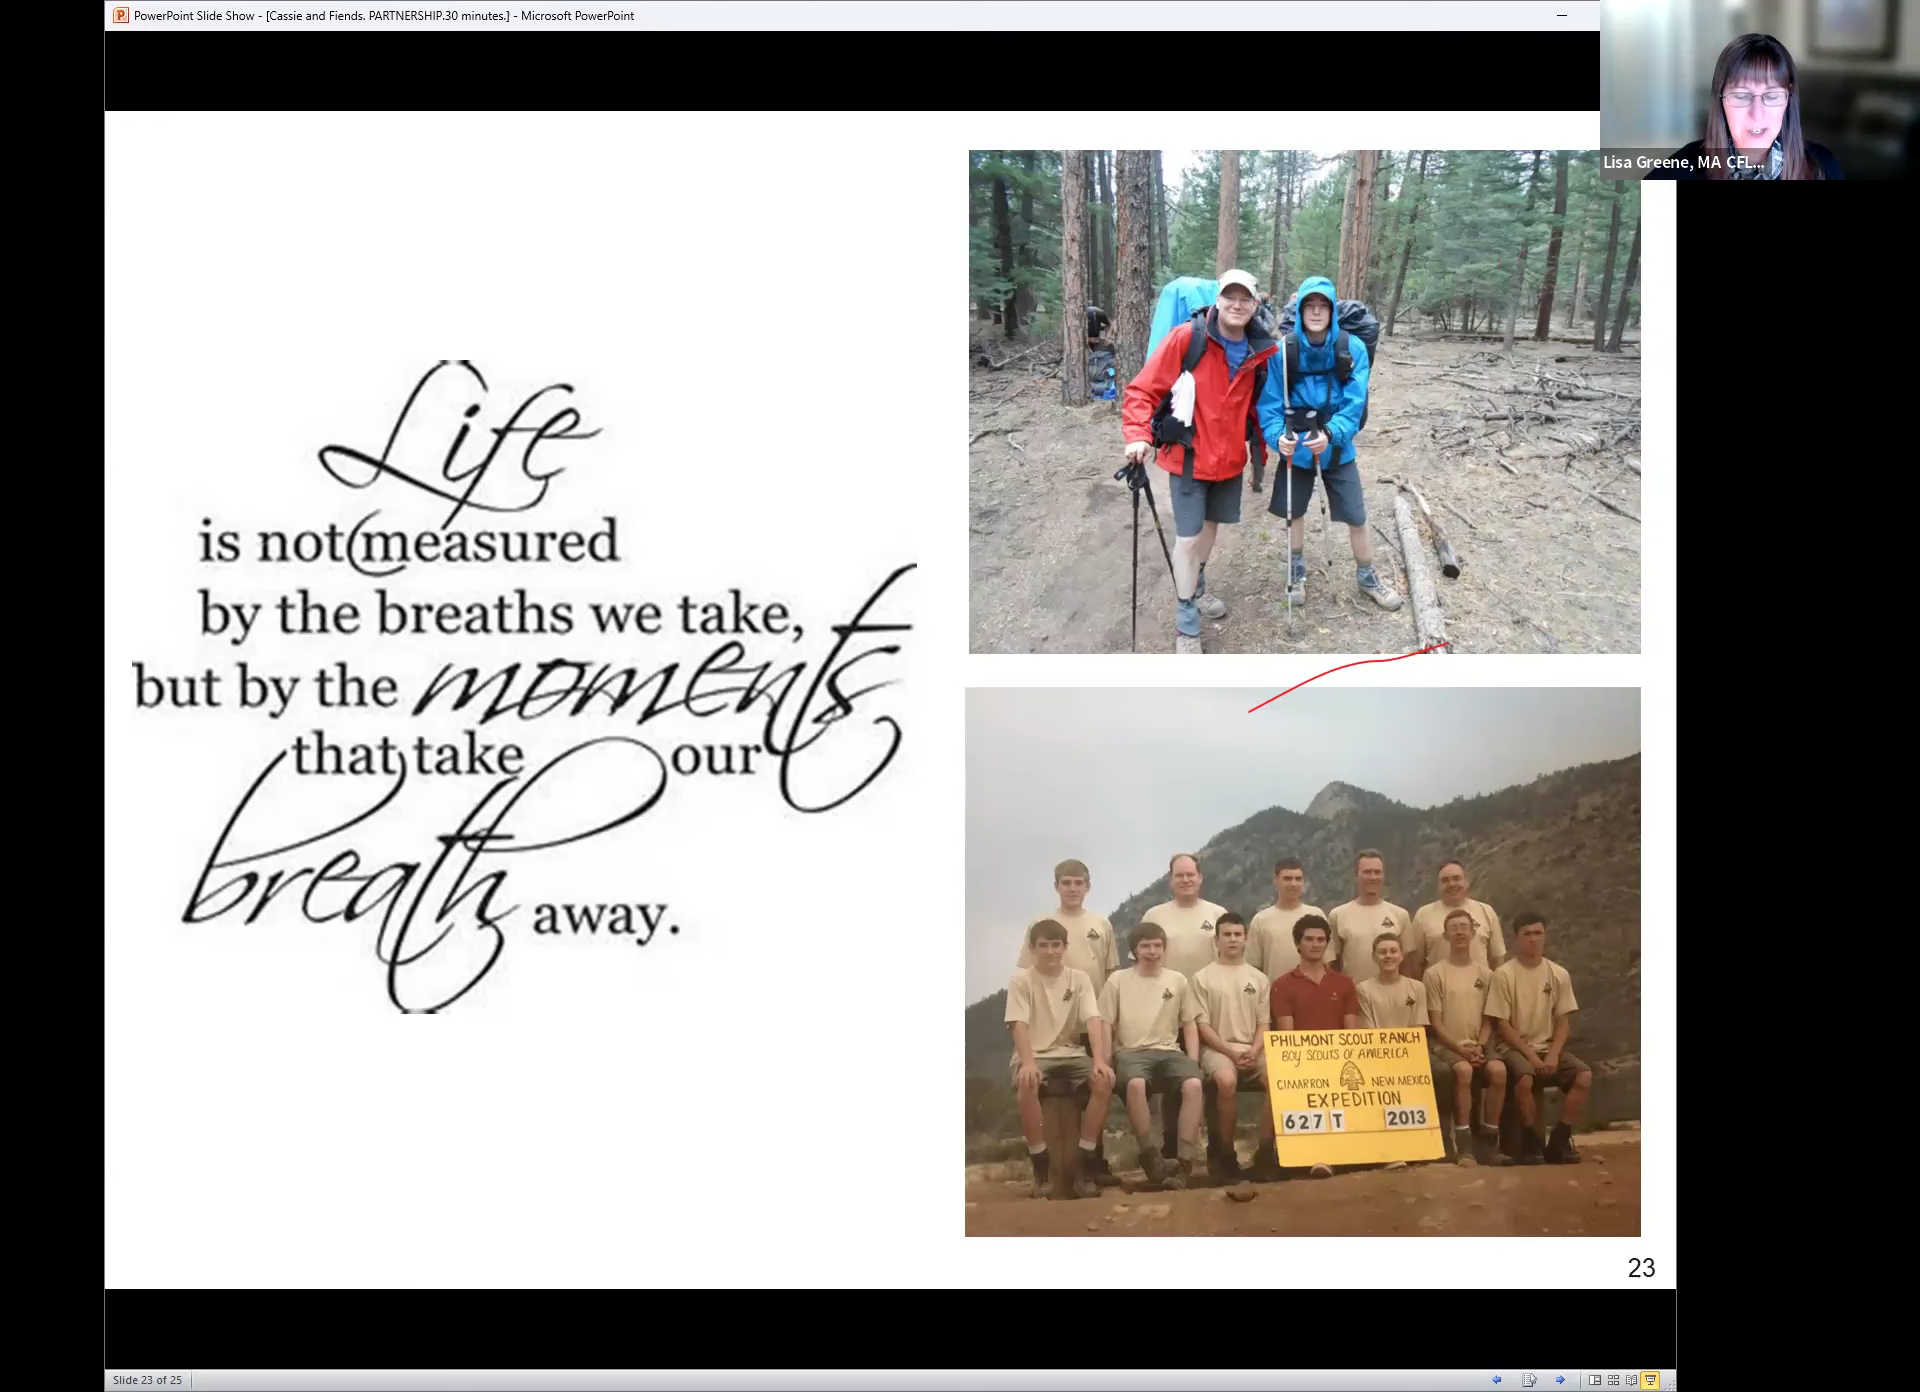 PowerPoint Slide Show - [Cassie and Fiends. PARTNERSHIP.30 minutes.] - Microsoft PowerPoint
Lisa Greene, MA CFL...
Life
is not measured
by the breaths we take,
but by the moments
that take our
breath away.
PHILMONT SCOUT RANCH
BOY SCOUTS OF AMERICA
CIMARRON NEW MEXICO
EXPEDITION
627 T 2013
23
Slide 23 of 25